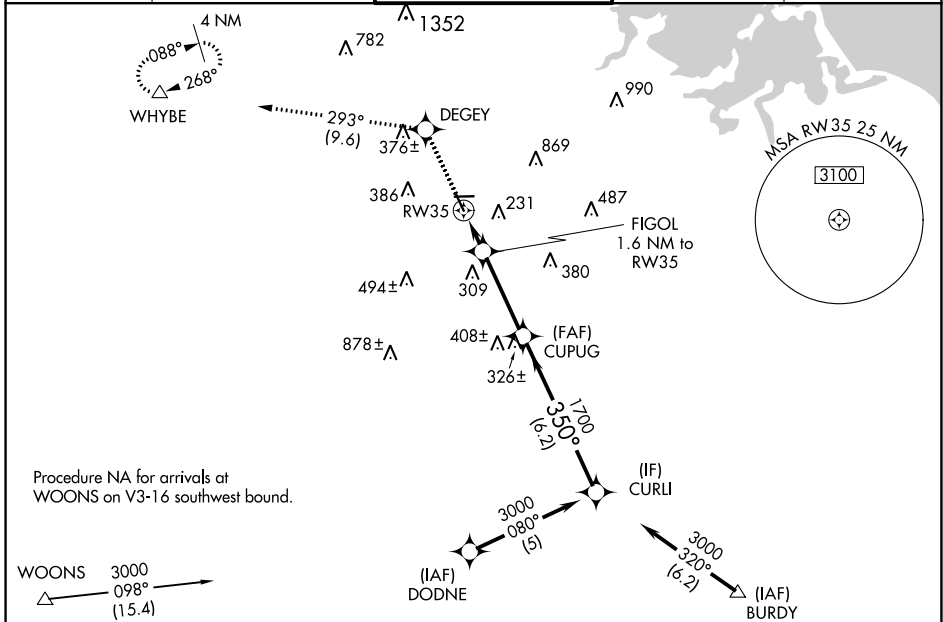 1352
4 NM
782
088°
268°
WHYBE
990
DEGEY
293°
(9.6)
376±
869
MSA RW35 25 NM
3100
386
RW35
231
487
FIGOL
1.6 NM to
RW35
380
494±
309
(FAF)
CUPUG
408±
878±
326±
1700
350°
(6.2)
Procedure NA for arrivals at
WOONS on V3-16 southwest bound.
(IF)
CURLI
3000
080°
(5)
3000
320°
(6.2)
WOONS
3000
098°
(15.4)
(IAF)
DODNE
(IAF)
BURDY